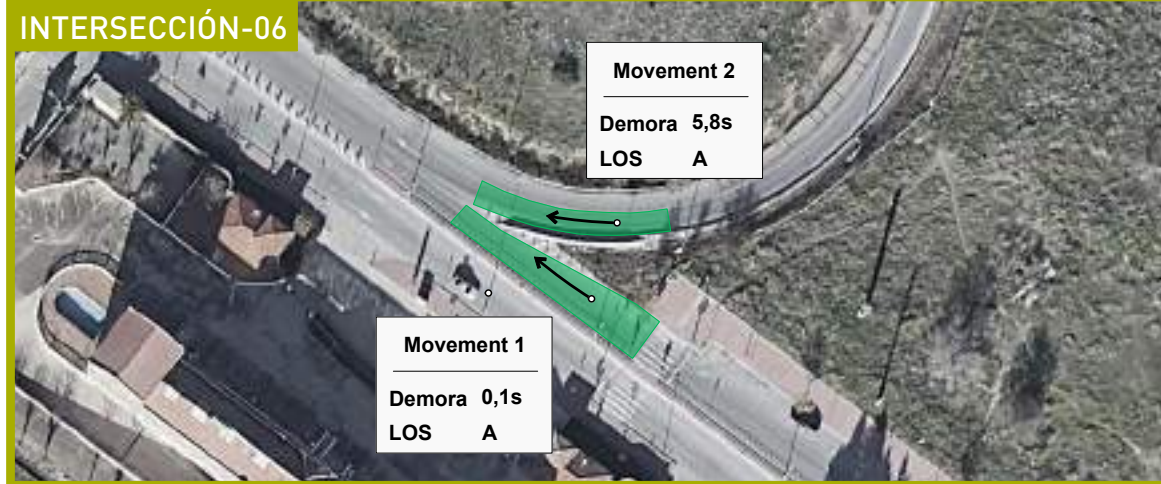 INTERSECCIÓN-06
Movement 2
Demora 5,8s
LOS A
Movement 1
Demora 0,1s
LOS A